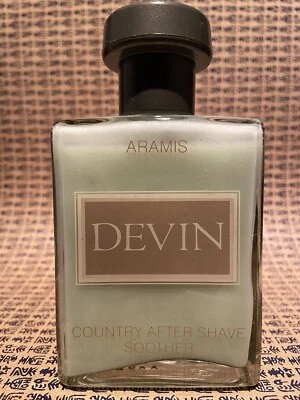 ARAMIS
DEVIN
COUNTRY AFTER SHAVE
SOOTHER